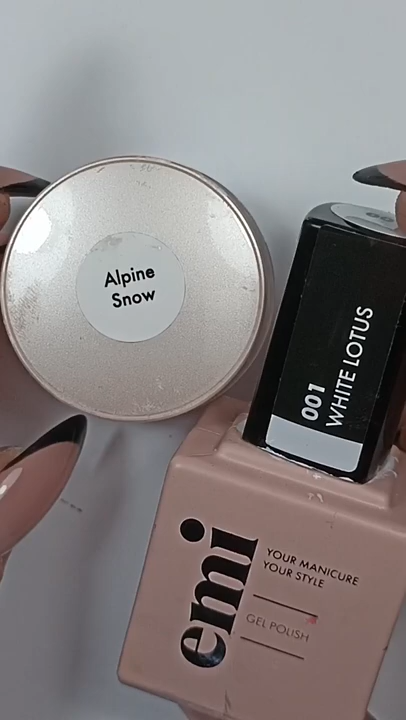 Alpine
Snow
001
WHITE LOTUS
emi
YOUR MANICURE
YOUR STYLE
GEL POLISH